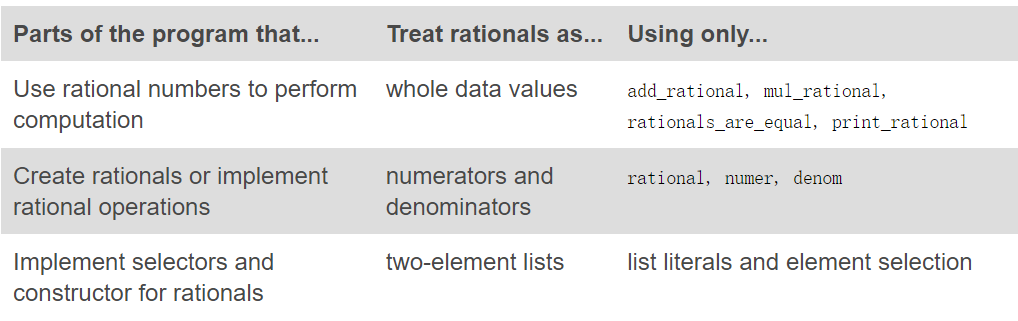 Parts of the program that... Treat rationals as... Using only...
Use rational numbers to perform whole data values add_rational, mul_rational,
computation rationals_are_equal, print_rational
Create rationals or implement numerators and rational, numer, denom
rational operations denominators
Implement selectors and two-element lists list literals and element selection
constructor for rationals